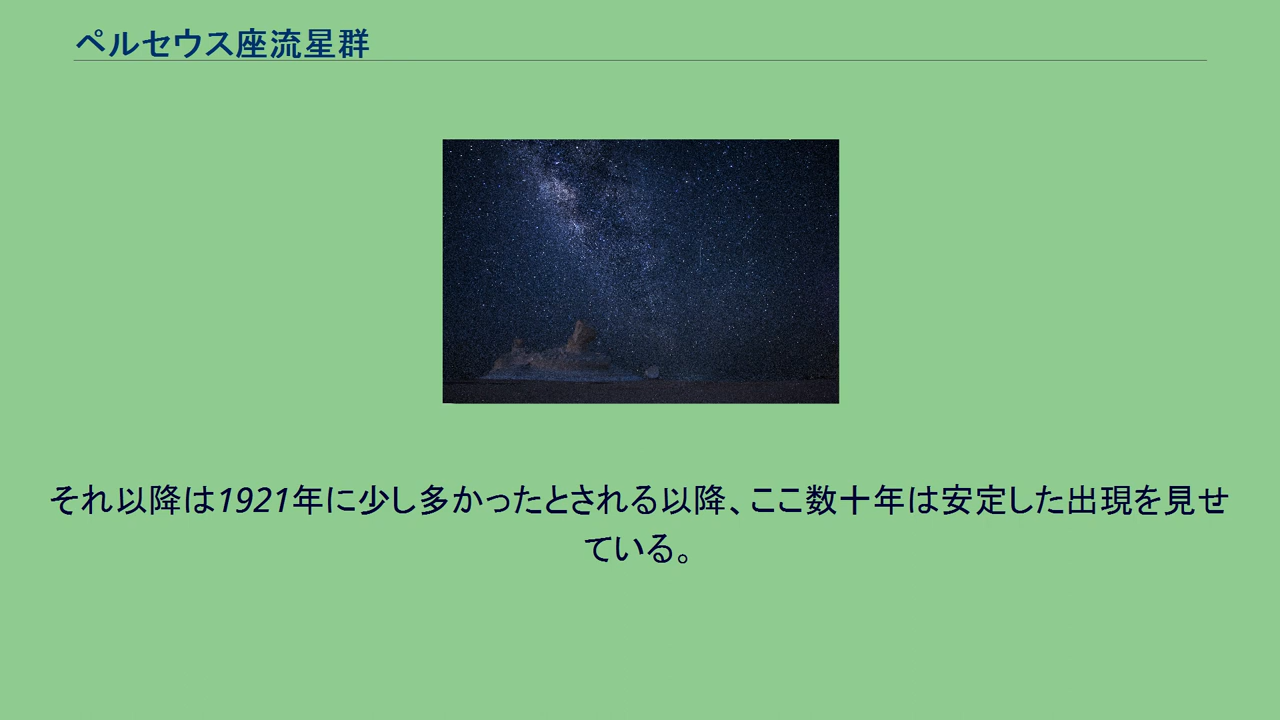 ペルセウス座流星群
それ以降は1921年に少し多かったとされる以降、ここ数十年は安定した出現を見せ
ている。